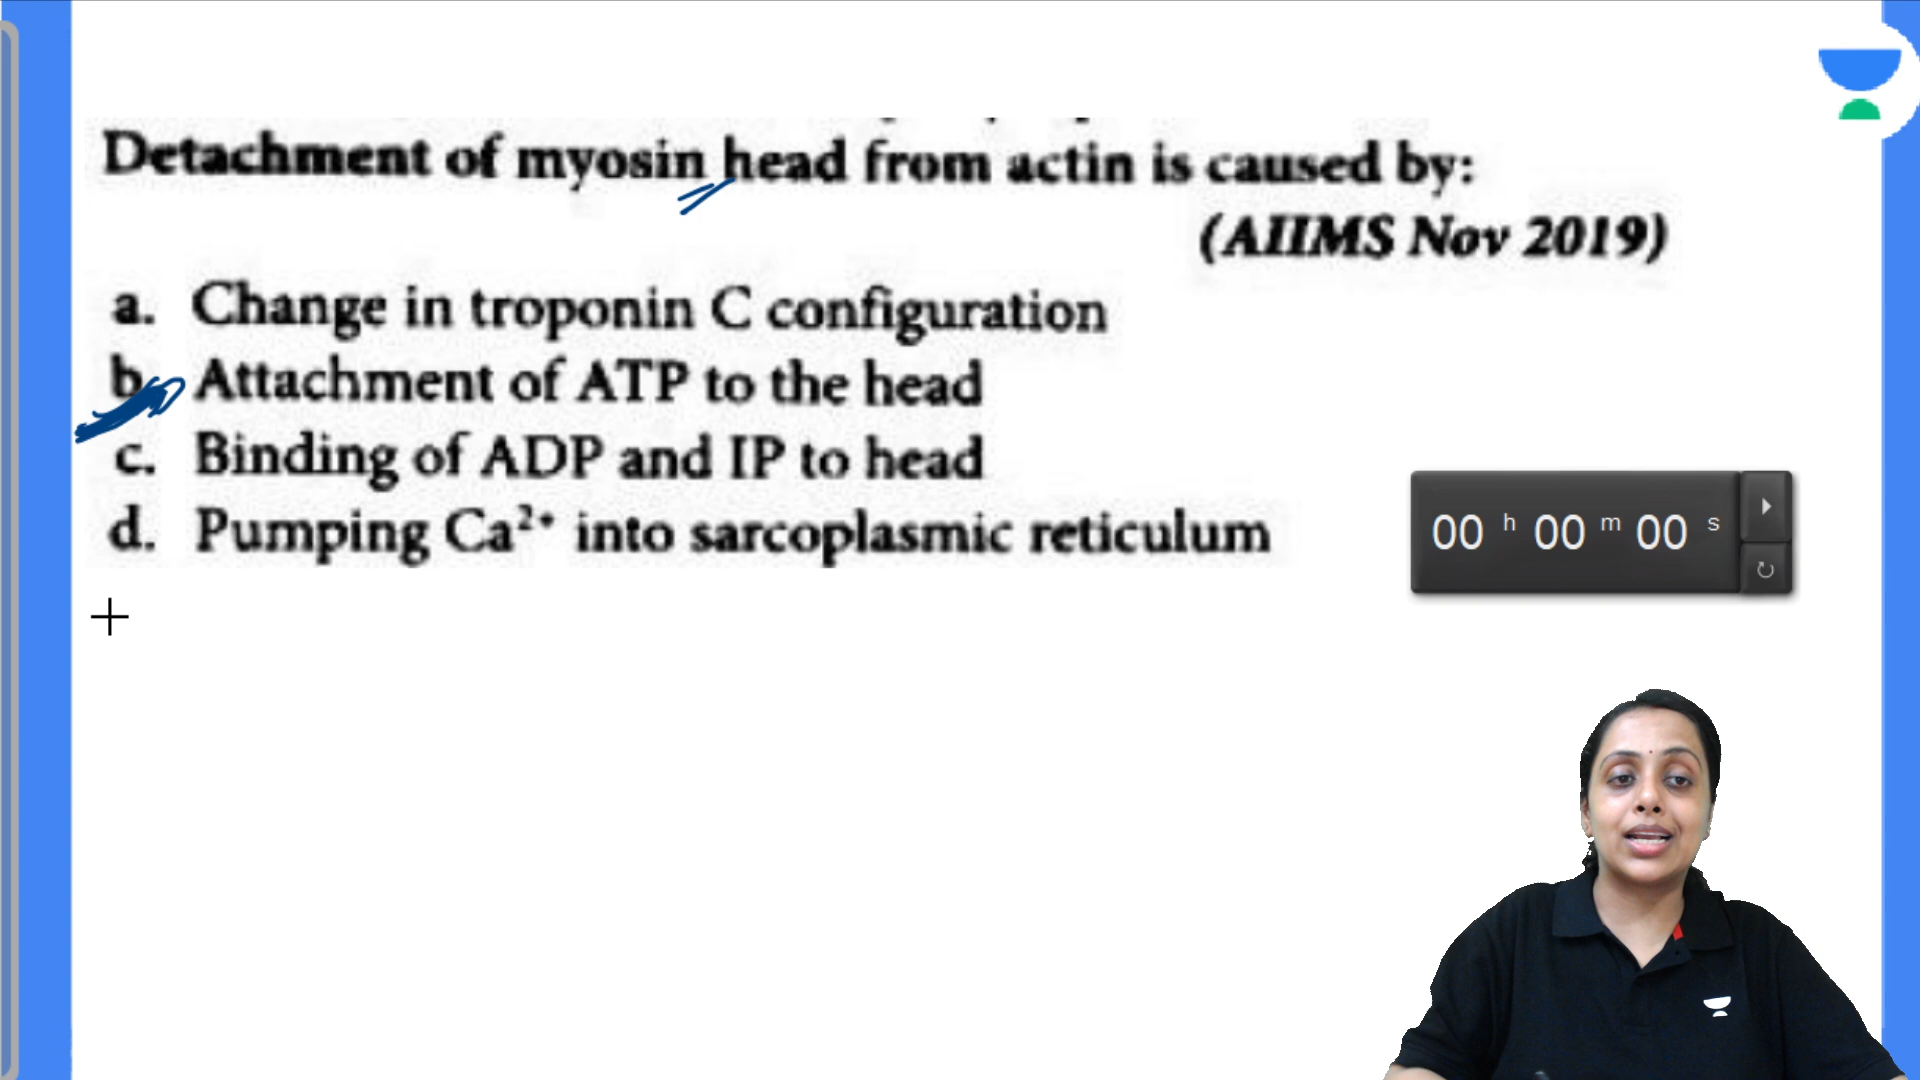 Detachment of myosin head from actin is caused by:
(AIIMS Nov 2019)
a. Change in troponin C configuration
b. Attachment of ATP to the head
c. Binding of ADP and IP to head
d. Pumping Ca²⁺ into sarcoplasmic reticulum
00 h 00 m 00 s